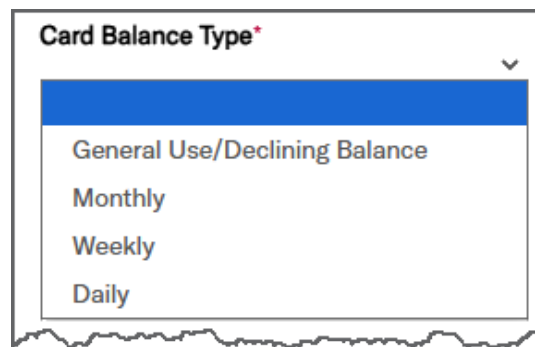 Card Balance Type*
General Use/Declining Balance
Monthly
Weekly
Daily